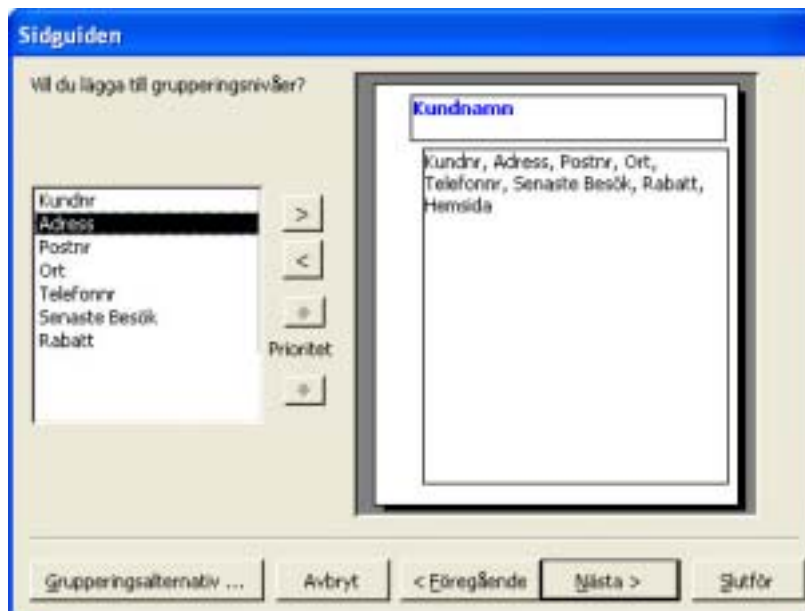 Sidguiden
Vill du lägga till grupperingsnivåer?
Kundnr
Adress
Postnr
Ort
Telefonnr
Senaste Besök
Rabatt
>
<
Prioritet
Kundnamn
Kundnr, Adress, Postnr, Ort,
Telefonnr, Senaste Besök, Rabatt,
Hemsida
Grupperingsalternativ ... Avbryt < Föregående Nästa > Slutför